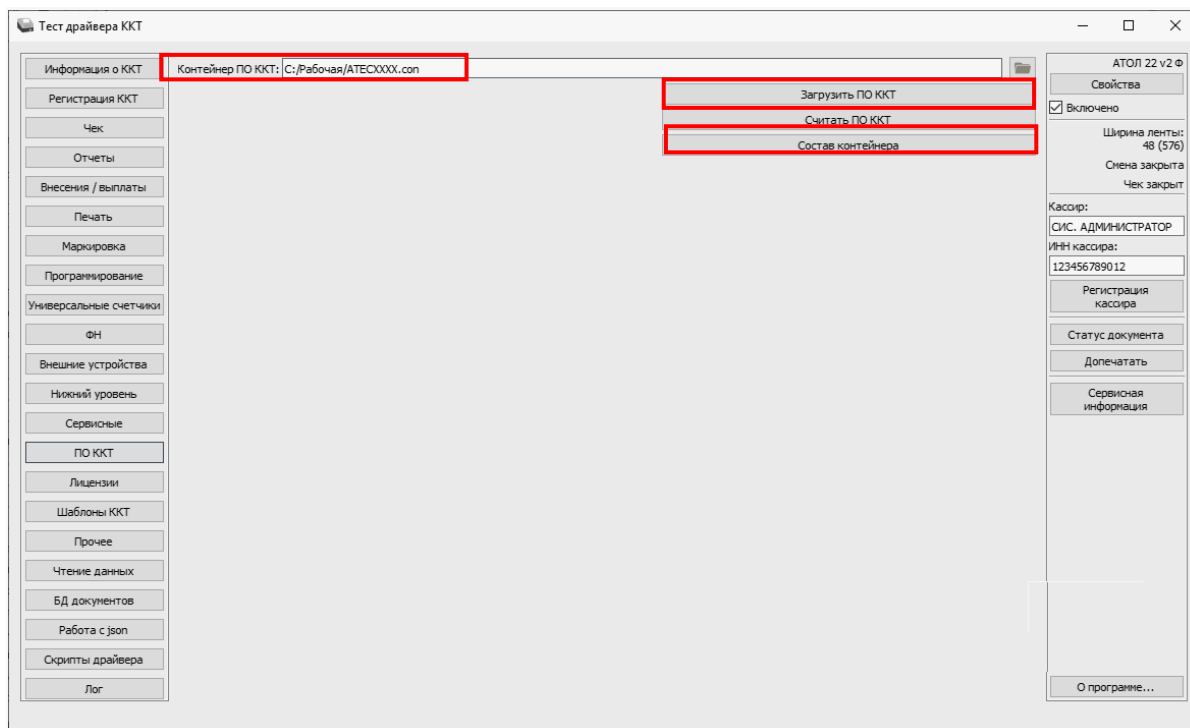 Тест драйвера ККТ
Информация о ККТ
Регистрация ККТ
Чек
Отчеты
Внесения / выплаты
Печать
Маркировка
Программирование
Универсальные счетчики
ФН
Внешние устройства
Нижний уровень
Сервисные
ПО ККТ
Лицензии
Шаблоны ККТ
Прочее
Чтение данных
БД документов
Работа с json
Скрипты драйвера
Лог
Контейнер ПО ККТ: C:/Рабочая/ATECXXXX.con
Загрузить ПО ККТ
Считать ПО ККТ
Состав контейнера
АТОЛ 22 v2 Ф
Свойства
Включено
Ширина ленты:
48 (576)
Смена закрыта
Чек закрыт
Кассир:
СИС. АДМИНИСТРАТОР
ИНН кассира:
123456789012
Регистрация
кассира
Статус документа
Допечатать
Сервисная
информация
О программе...